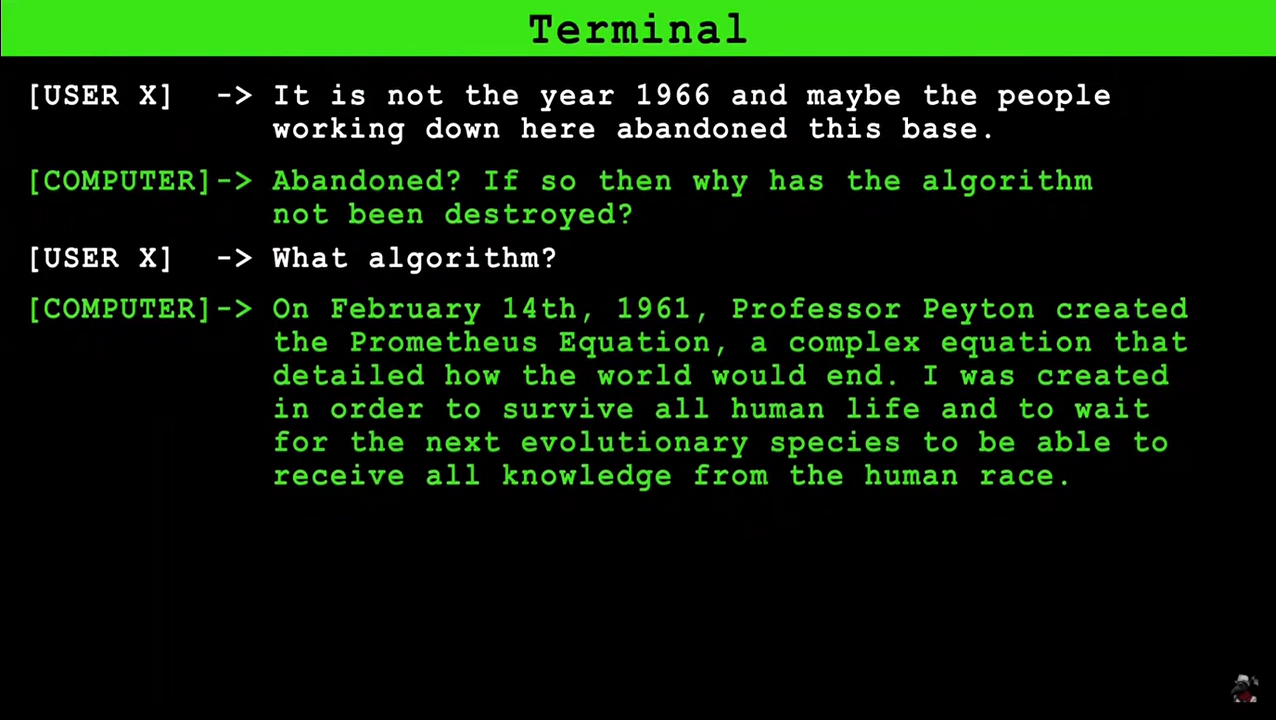 Terminal
[USER X] -> It is not the year 1966 and maybe the people
working down here abandoned this base.
[COMPUTER]-> Abandoned? If so then why has the algorithm
not been destroyed?
[USER X] -> What algorithm?
[COMPUTER]-> On February 14th, 1961, Professor Peyton created
the Prometheus Equation, a complex equation that
detailed how the world would end. I was created
in order to survive all human life and to wait
for the next evolutionary species to be able to
receive all knowledge from the human race.